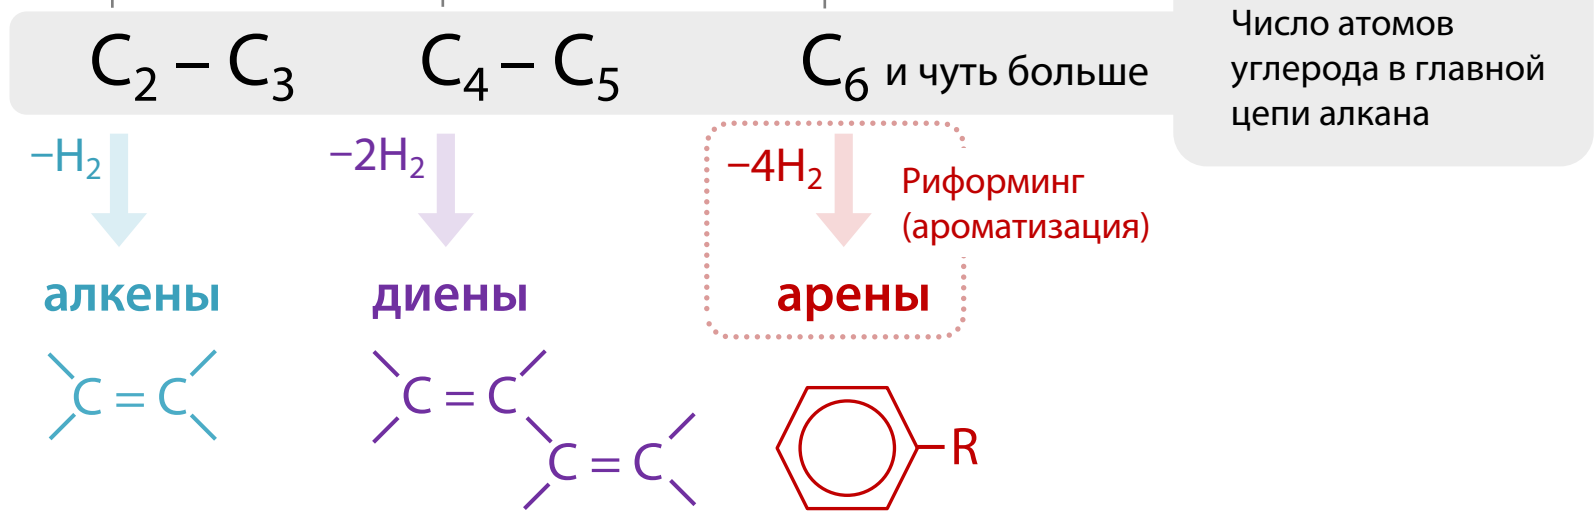 C₂ – C₃
C₄ – C₅
C₆ и чуть больше
Число атомов
углерода в главной
цепи алкана
–H₂
–2H₂
–4H₂
Риформинг
(ароматизация)
алкены
диены
арены
C = C
C = C
C = C
R